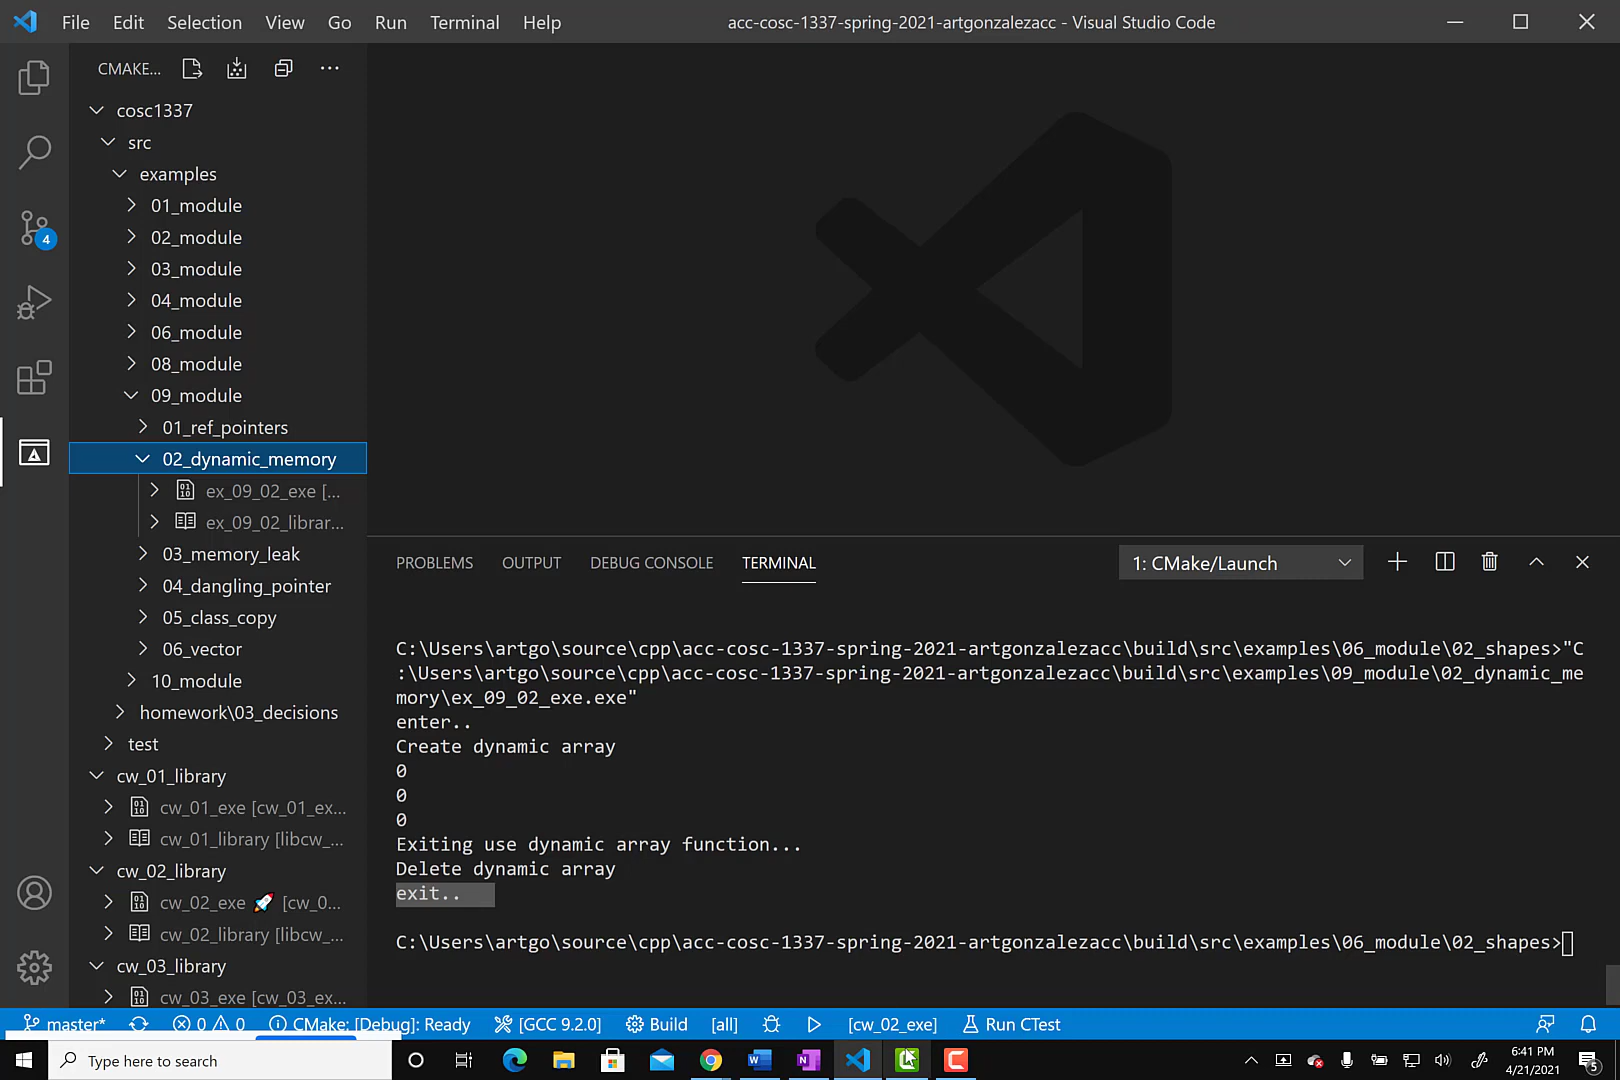 File Edit Selection View Go Run Terminal Help
acc-cosc-1337-spring-2021-artgonzalezacc - Visual Studio Code
CMAKE...
cosc1337
src
examples
01_module
02_module
03_module
04_module
06_module
08_module
09_module
01_ref_pointers
02_dynamic_memory
ex_09_02_exe [...
ex_09_02_librar...
03_memory_leak
04_dangling_pointer
05_class_copy
06_vector
10_module
homework\03_decisions
test
cw_01_library
cw_01_exe [cw_01_ex...
cw_01_library [libcw_...
cw_02_library
cw_02_exe 🚀 [cw_0...
cw_02_library [libcw_...
cw_03_library
cw_03_exe [cw_03_ex...
4
PROBLEMS OUTPUT DEBUG CONSOLE TERMINAL
1: CMake/Launch
C:\Users\artgo\source\cpp\acc-cosc-1337-spring-2021-artgonzalezacc\build\src\examples\06_module\02_shapes>"C
:\Users\artgo\source\cpp\acc-cosc-1337-spring-2021-artgonzalezacc\build\src\examples\09_module\02_dynamic_me
mory\ex_09_02_exe.exe"
enter..
Create dynamic array
0
0
0
Exiting use dynamic array function...
Delete dynamic array
exit..
C:\Users\artgo\source\cpp\acc-cosc-1337-spring-2021-artgonzalezacc\build\src\examples\06_module\02_shapes>
master* 0 0 CMake: [Debug]: Ready [GCC 9.2.0] Build [all] [cw_02_exe] Run CTest
Type here to search
6:41 PM
4/21/2021
5